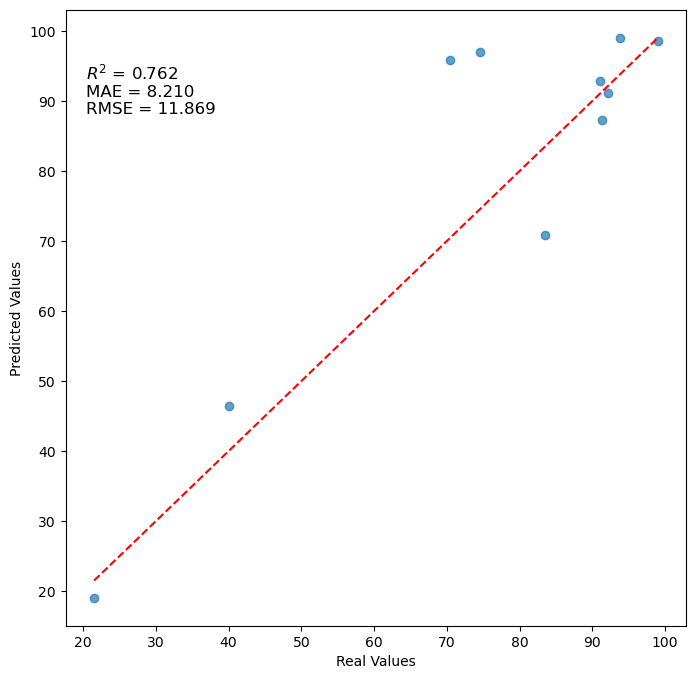 100
90
80
70
60
50
40
30
20
Predicted Values
R² = 0.762
MAE = 8.210
RMSE = 11.869
20 30 40 50 60 70 80 90 100
Real Values